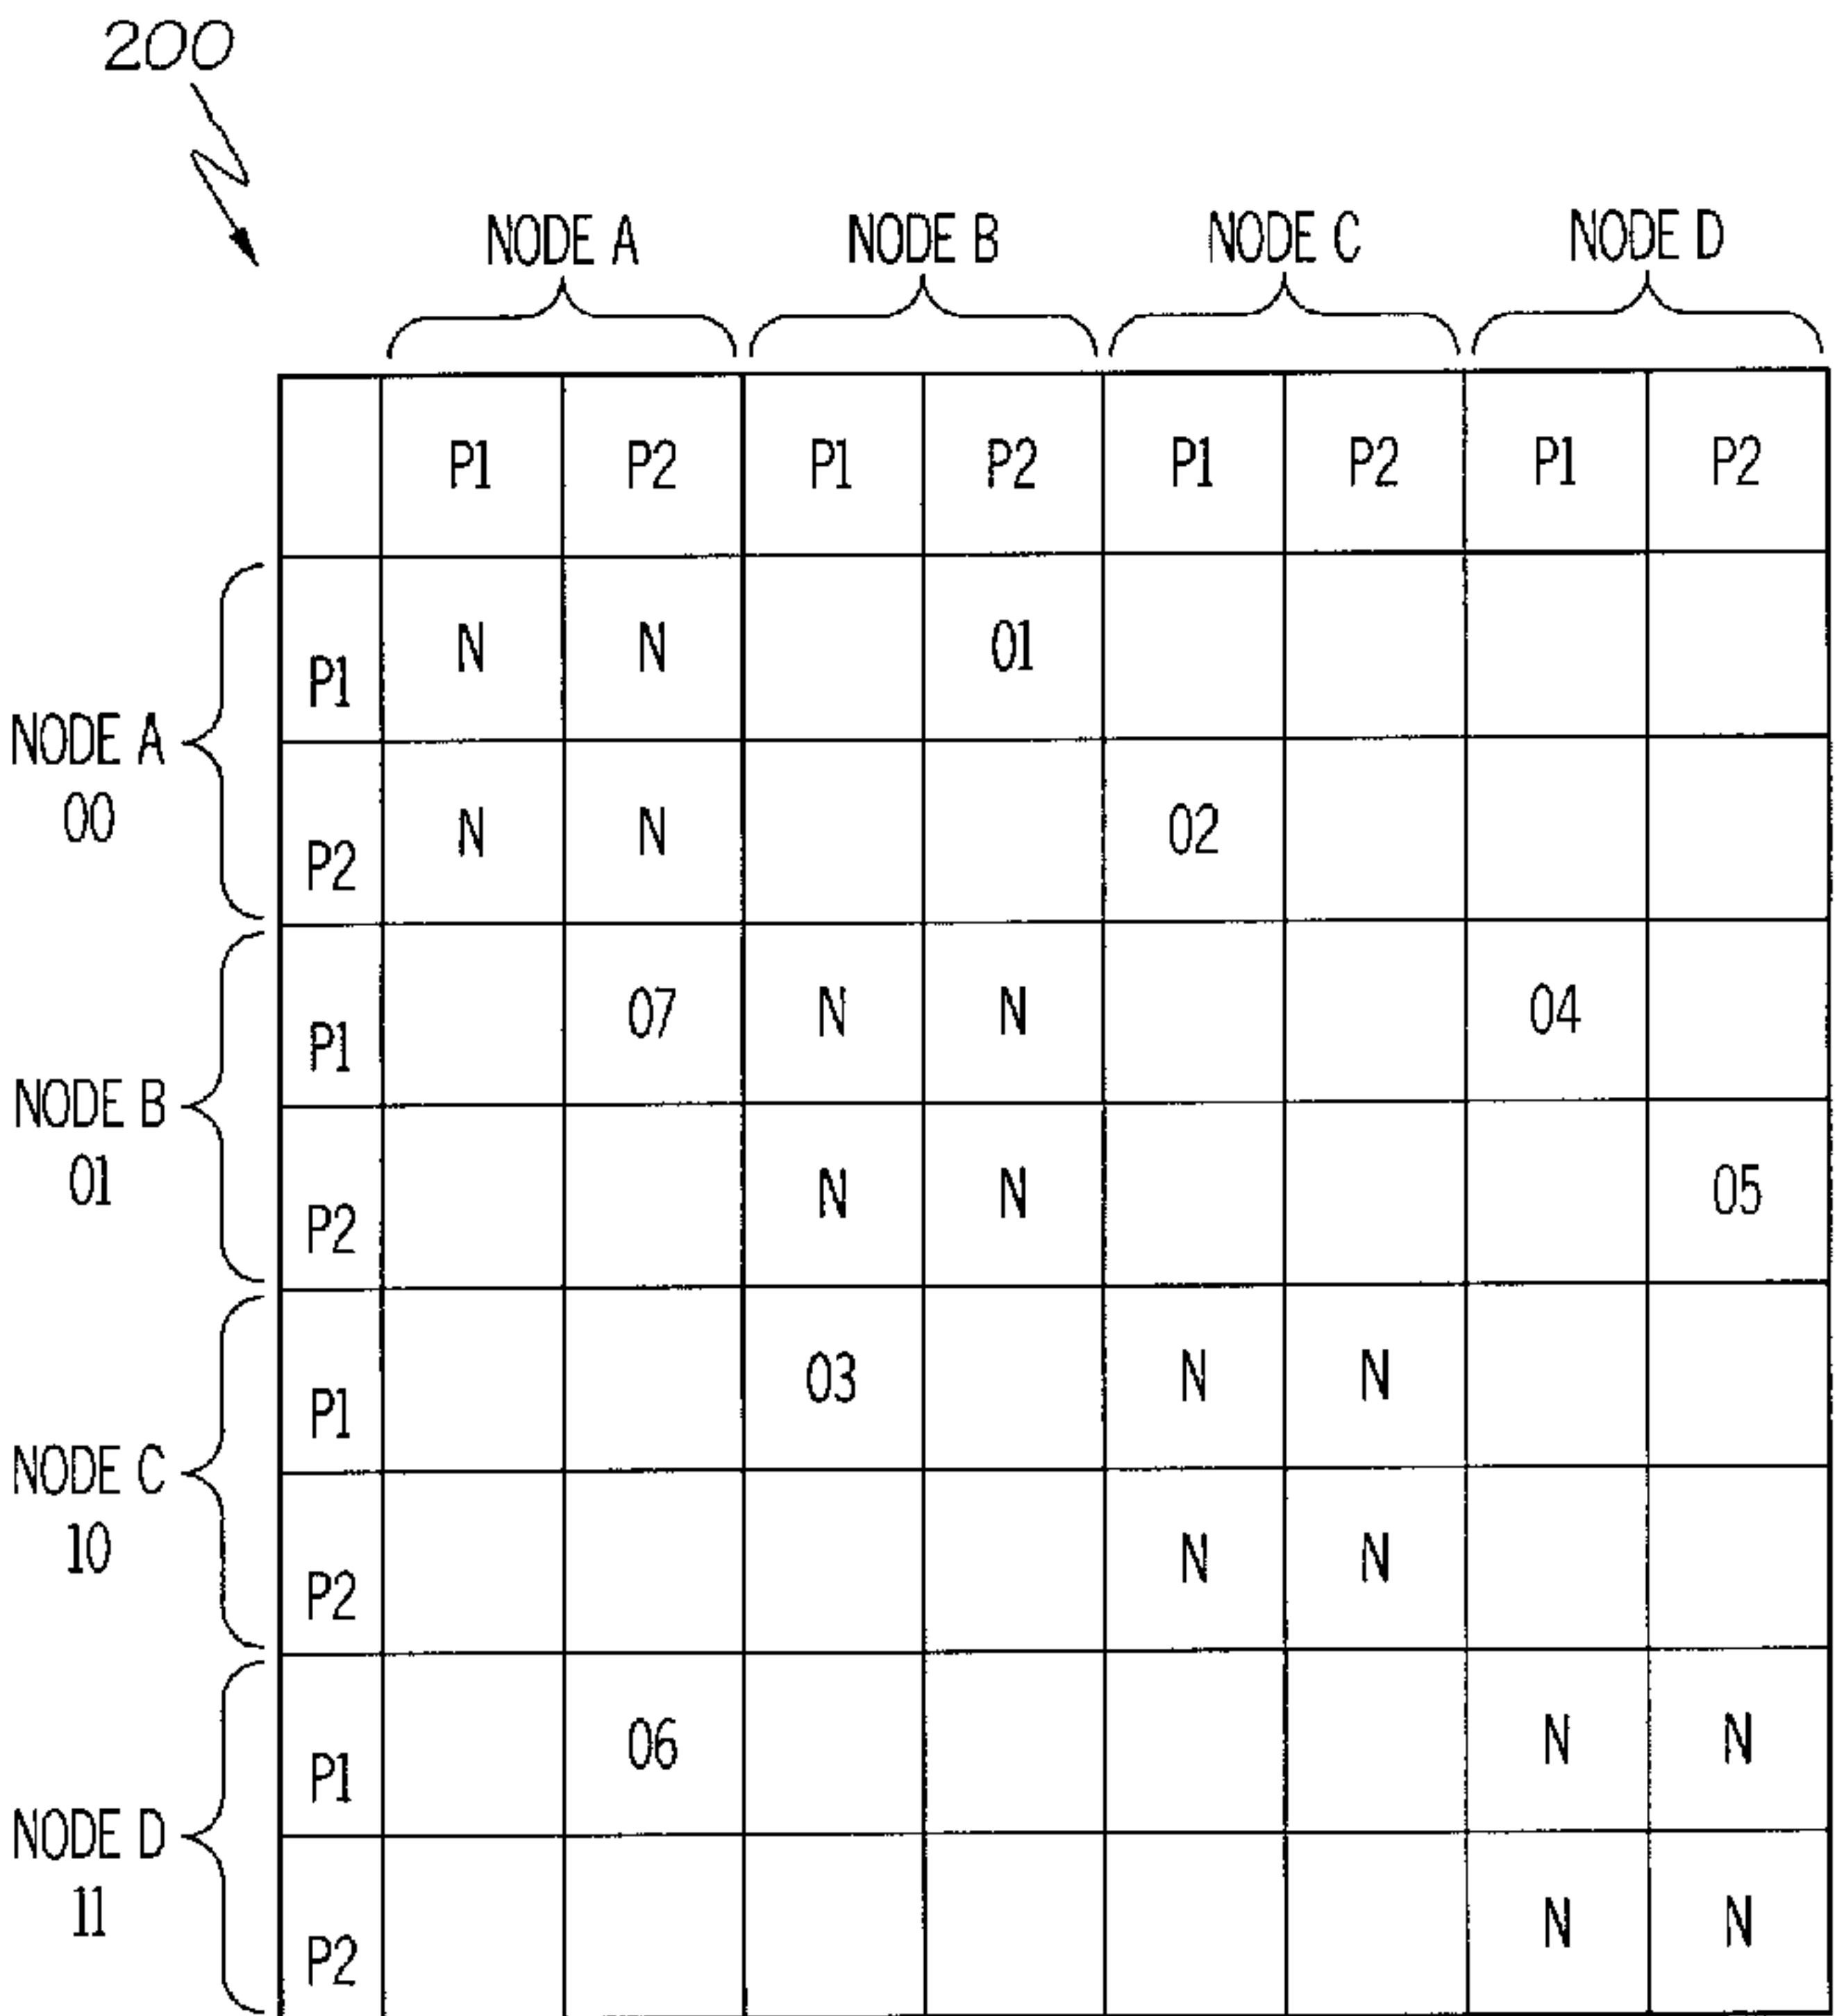 200
NODE A NODE B NODE C NODE D
P1 P2 P1 P2 P1 P2 P1 P2
NODE A
00
P1 N N 01
P2 N N 02
NODE B
01
P1 07 N N 04
P2 N N 05
NODE C
10
P1 03 N N
P2 N N
NODE D
11
P1 06 N N
P2 N N